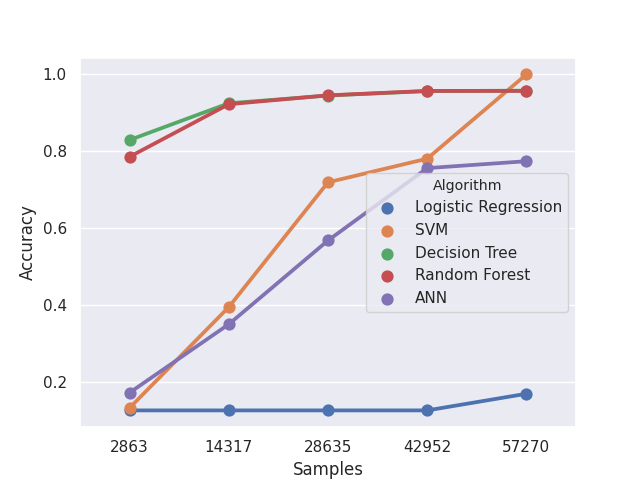 1.0
0.8
0.6
0.4
0.2
Accuracy
Algorithm
Logistic Regression
SVM
Decision Tree
Random Forest
ANN
2863 14317 28635 42952 57270
Samples